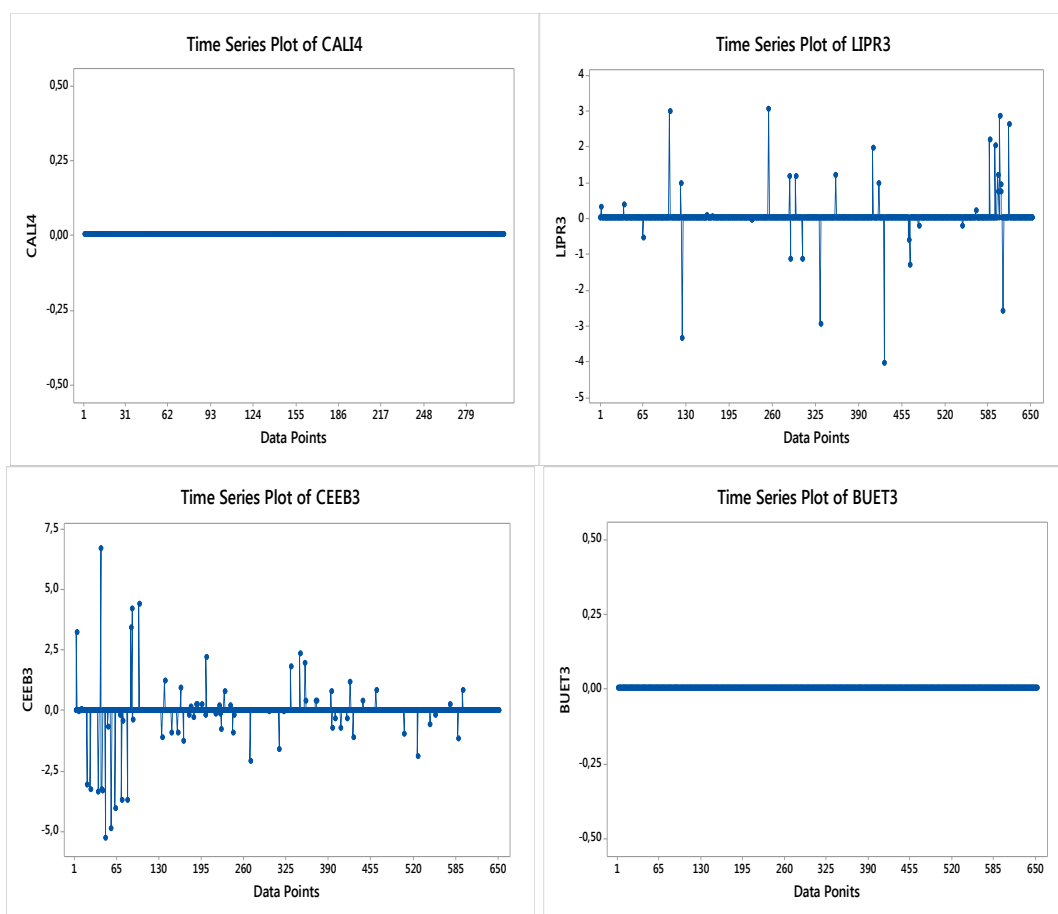 Time Series Plot of CALI4
0,50
0,25
0,00
-0,25
-0,50
CALI4
1 31 62 93 124 155 186 217 248 279
Data Points
Time Series Plot of LIPR3
4
3
2
1
0
-1
-2
-3
-4
-5
LIPR3
1 65 130 195 260 325 390 455 520 585 650
Data Points
Time Series Plot of CEEB3
7,5
5,0
2,5
0,0
-2,5
-5,0
CEEB3
1 65 130 195 260 325 390 455 520 585 650
Data Points
Time Series Plot of BUET3
0,50
0,25
0,00
-0,25
-0,50
BUET3
1 65 130 195 260 325 390 455 520 585 650
Data Ponits